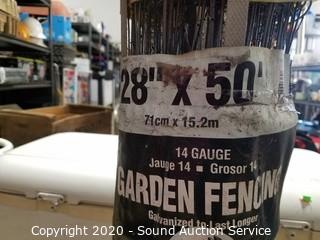 28" X 50'
71cm x 15.2m
14 GAUGE
Jauge 14 ▪ Grosor 14
GARDEN FENCING
Galvanized to Last Longer
Copyright 2020 - Sound Auction Service